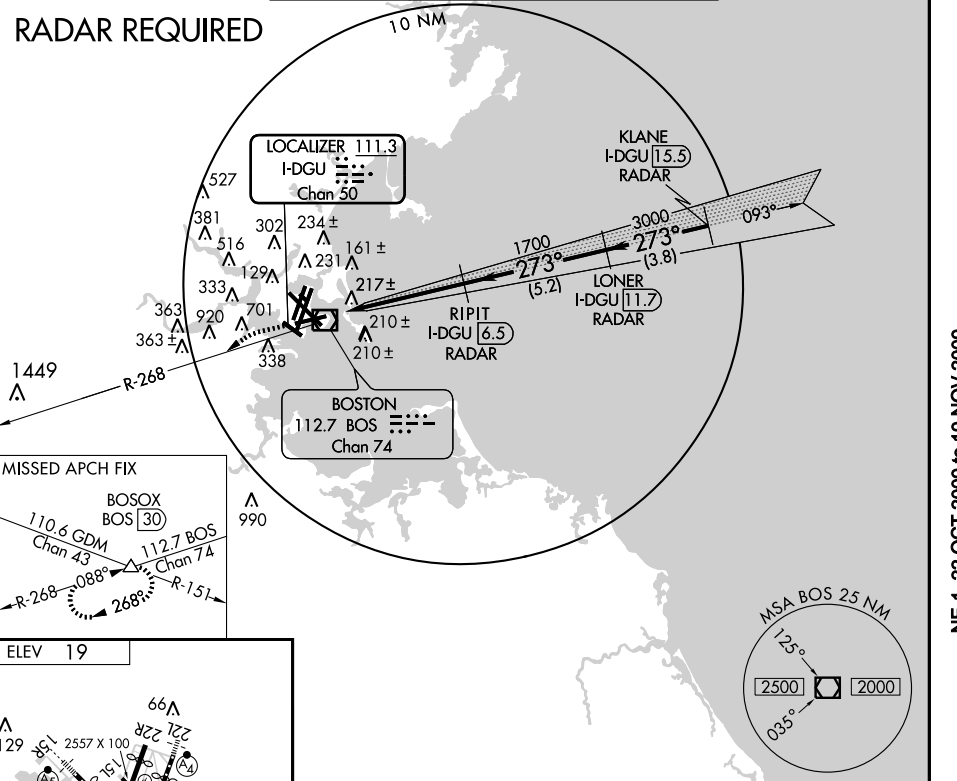 RADAR REQUIRED
10 NM
LOCALIZER 111.3
I-DGU
Chan 50
KLANE
I-DGU 15.5
RADAR
527
381
516
302
234 ±
231
161 ±
129
333
217 ±
363
920
701
363 ±
338
210 ±
210 ±
1449
R-268
3000
273°
(3.8)
093°
1700
273°
(5.2)
LONER
I-DGU 11.7
RADAR
RIPIT
I-DGU 6.5
RADAR
BOSTON
112.7 BOS
Chan 74
990
MISSED APCH FIX
BOSOX
BOS 30
110.6 GDM
Chan 43
112.7 BOS
Chan 74
R-268
088°
268°
R-151
MSA BOS 25 NM
125°
2500
2000
035°
ELEV 19
129
66
15R
2557 X 100
15L
22R
22L
A4
A5